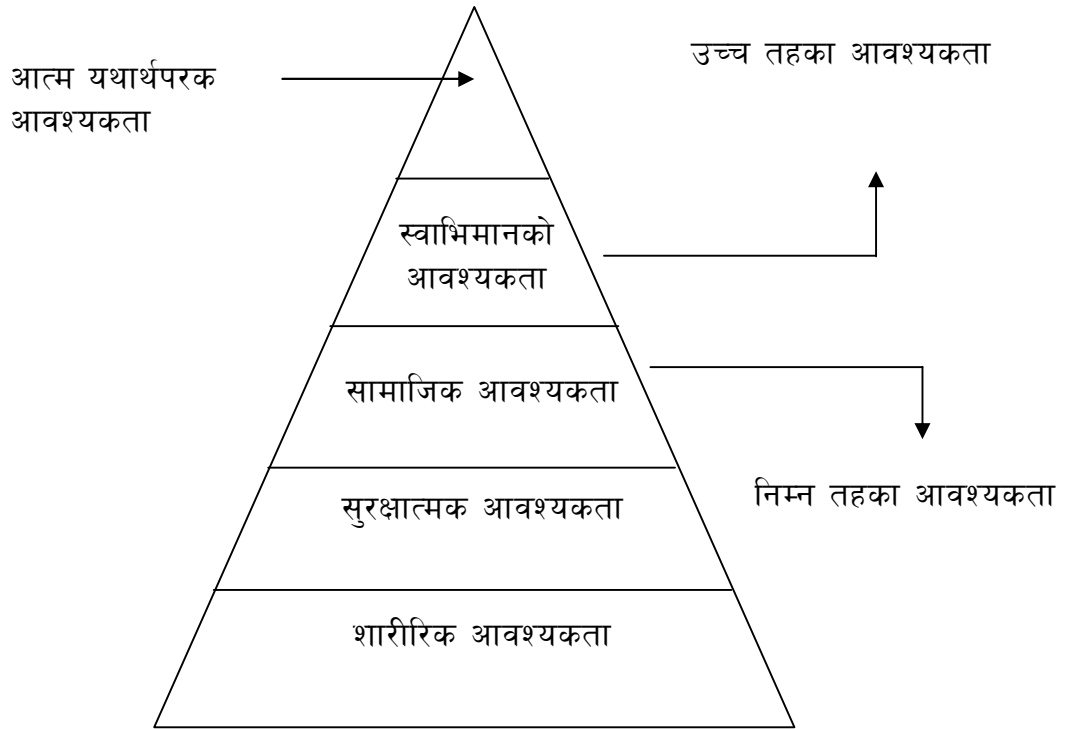 उच्च तहका आवश्यकता
आत्म यथार्थपरक
आवश्यकता
स्वाभिमानको
आवश्यकता
सामाजिक आवश्यकता
निम्न तहका आवश्यकता
सुरक्षात्मक आवश्यकता
शारीरिक आवश्यकता